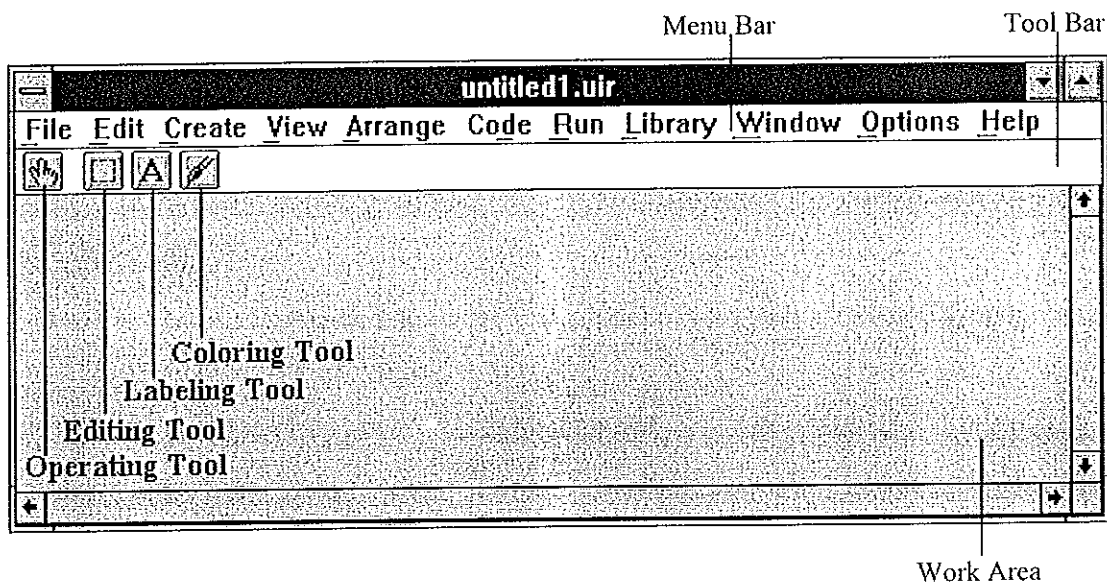 Menu Bar Tool Bar
untitled1.uir
File Edit Create View Arrange Code Run Library Window Options Help
A
Coloring Tool
Labeling Tool
Editing Tool
Operating Tool
Work Area